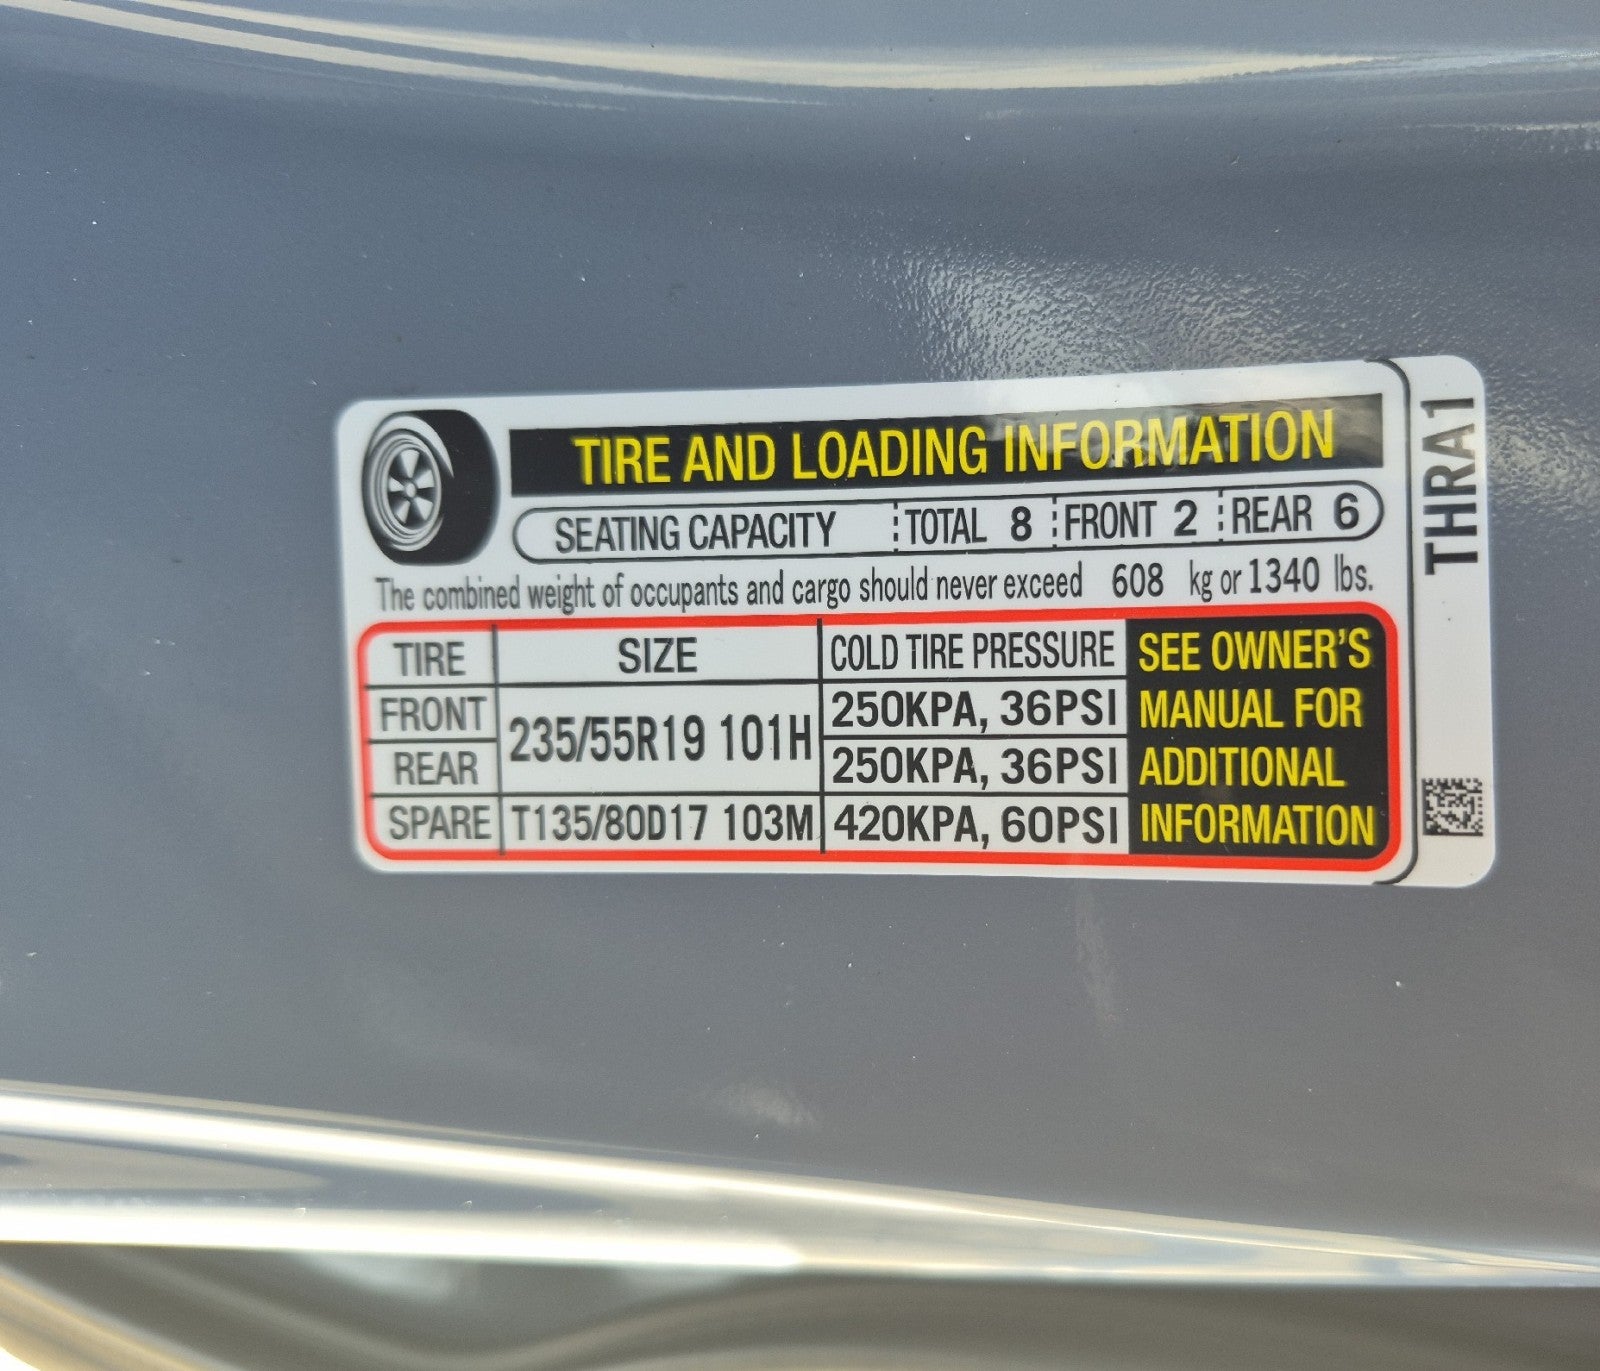 TIRE AND LOADING INFORMATION
SEATING CAPACITY TOTAL 8 FRONT 2 REAR 6
The combined weight of occupants and cargo should never exceed 608 kg or 1340 lbs.
TIRE SIZE COLD TIRE PRESSURE
FRONT 235/55R19 101H 250KPA, 36PSI
REAR 250KPA, 36PSI
SPARE T135/80D17 103M 420KPA, 60PSI
SEE OWNER'S
MANUAL FOR
ADDITIONAL
INFORMATION
THRA1